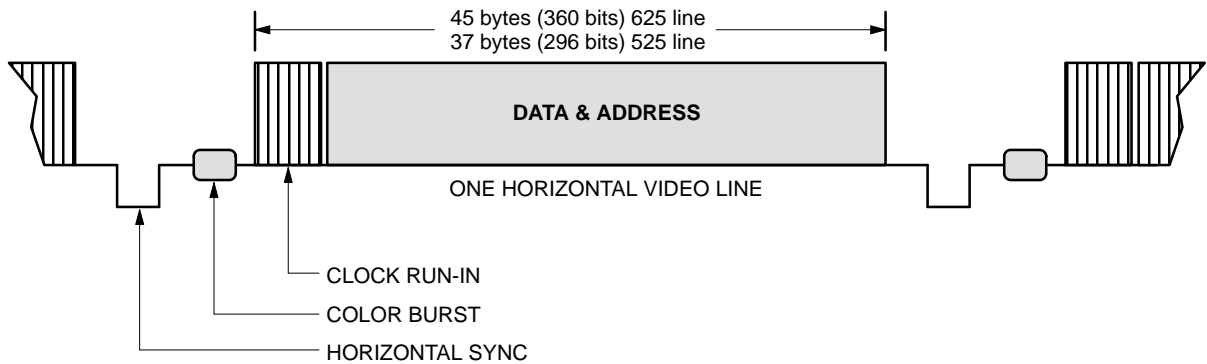 45 bytes (360 bits) 625 line
37 bytes (296 bits) 525 line
DATA & ADDRESS
ONE HORIZONTAL VIDEO LINE
CLOCK RUN-IN
COLOR BURST
HORIZONTAL SYNC